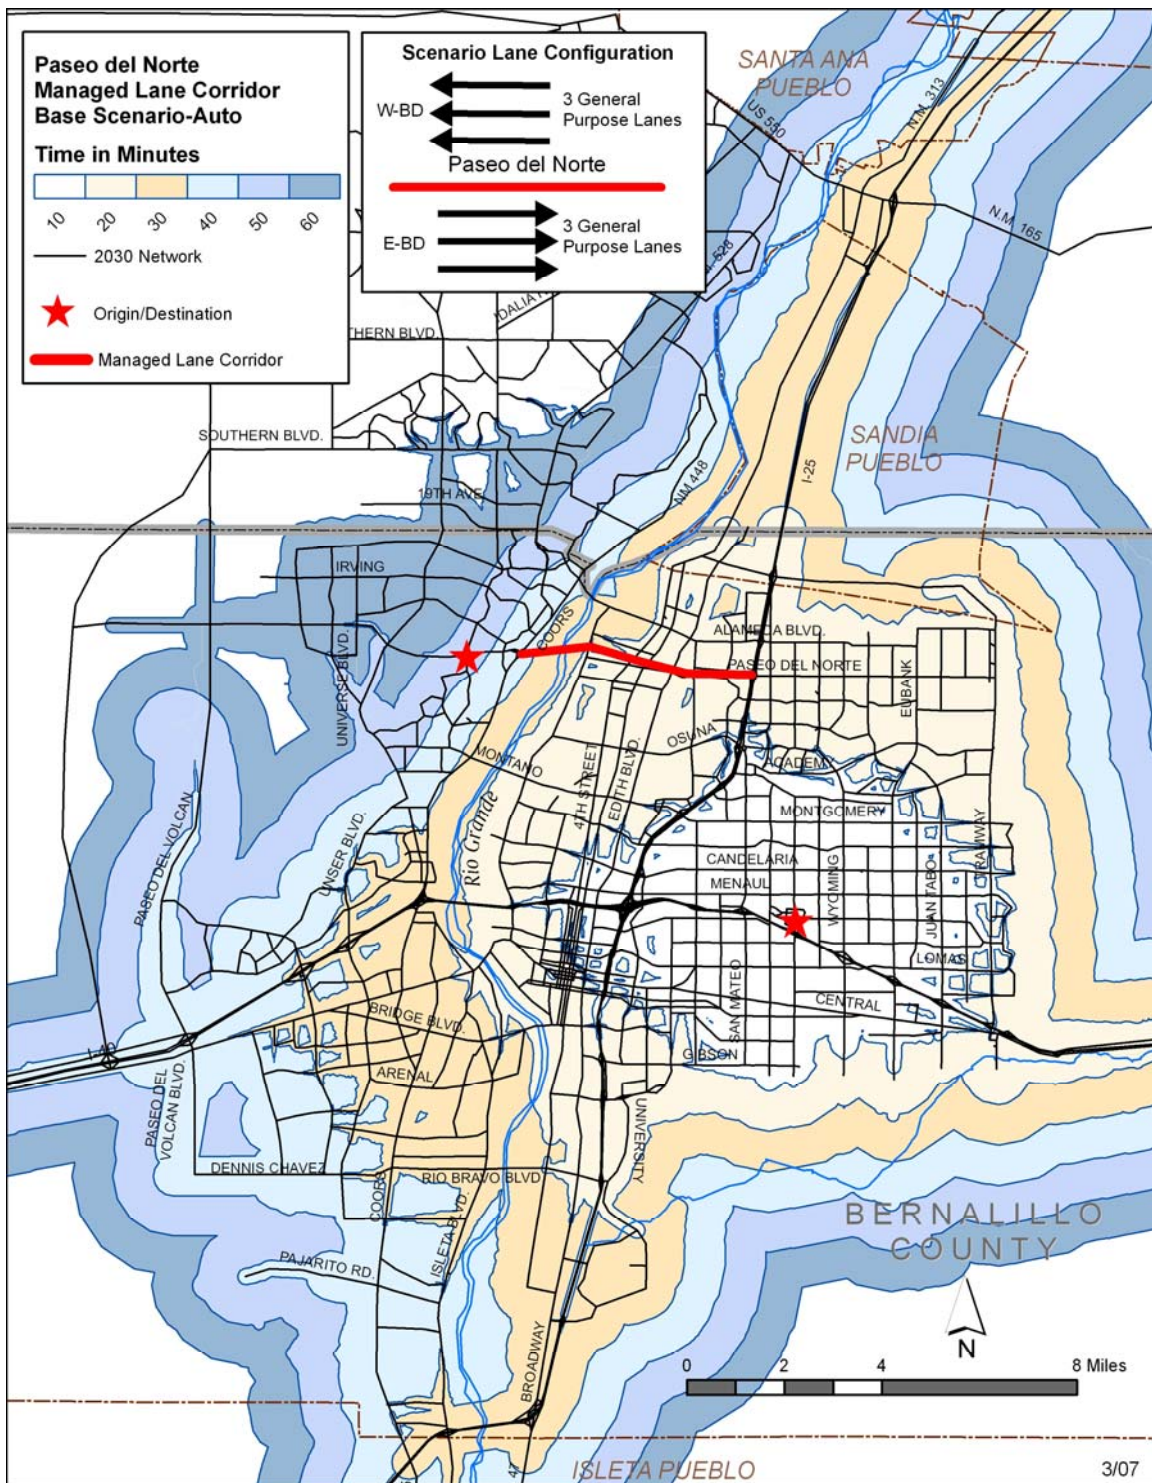 Paseo del Norte
Managed Lane Corridor
Base Scenario-Auto
Time in Minutes
10 20 30 40 50 60
2030 Network
Origin/Destination
Managed Lane Corridor
Scenario Lane Configuration
W-BD
3 General
Purpose Lanes
Paseo del Norte
E-BD
3 General
Purpose Lanes
SANTA ANA
PUEBLO
US 550
N.M. 313
N.M. 165
528
IDALIA
THERN BLVD.
SOUTHERN BLVD.
SANDIA
PUEBLO
I-25
NM 448
19TH AVE
IRVING
COORS
ALAMEDA BLVD.
PASEO DEL NORTE
UNIVERSE BLVD.
EUBANK
OSUNA
MONTANO
ACADEMY
4TH STREET
EDITH BLVD.
MONTGOMERY
Rio Grande
PASEO DEL VOLCAN
UNSER BLVD.
CANDELARIA
MENAUL
WYOMING
JUAN TABO
TRAMWAY
LOMAS
SAN MATEO
CENTRAL
BRIDGE BLVD.
GIBSON
I-40
ARENAL
PASEO DEL
VOLCAN BLVD.
UNIVERSITY
DENNIS CHAVEZ
RIO BRAVO BLVD
COORS
ISLETA BLVD.
BERNALILLO
COUNTY
PAJARITO RD.
BROADWAY
N
0 2 4 8 Miles
47
ISLETA PUEBLO
3/07